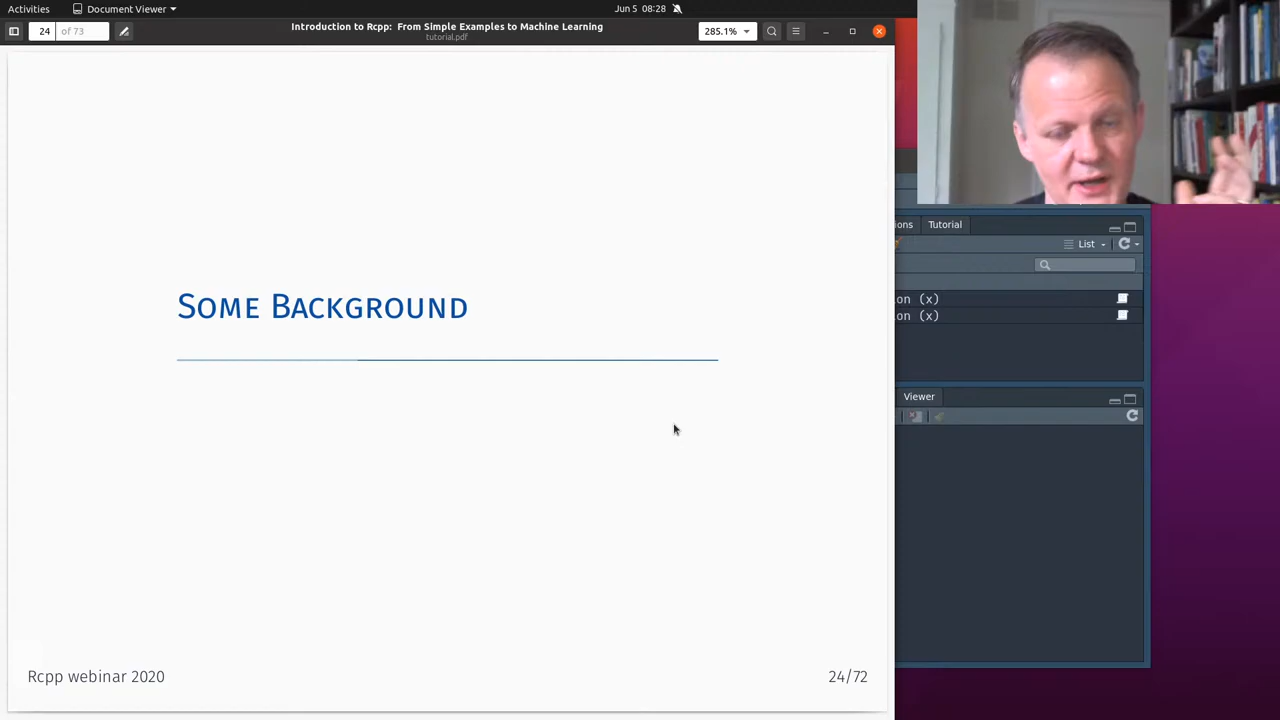 Activities
Document Viewer
Jun 5 08:28
24 of 73
Introduction to Rcpp: From Simple Examples to Machine Learning
tutorial.pdf
285.1%
SOME BACKGROUND
Rcpp webinar 2020
24/72
ons
Tutorial
List
on (x)
on (x)
Viewer